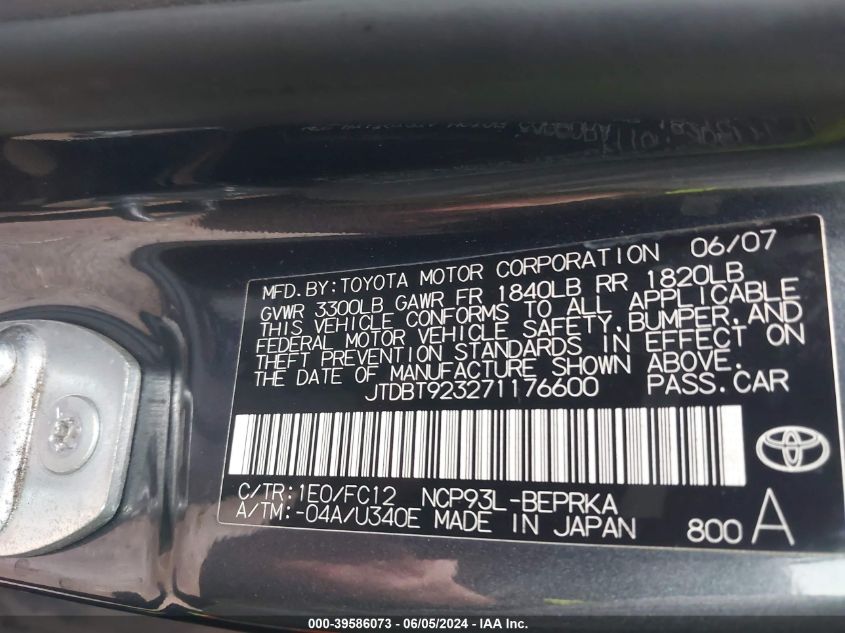 MFD.BY:TOYOTA MOTOR CORPORATION 06/07
GVWR 3300LB GAWR FR 1840LB RR 1820LB
THIS VEHICLE CONFORMS TO ALL APPLICABLE
FEDERAL MOTOR VEHICLE SAFETY,BUMPER,AND
THEFT PREVENTION STANDARDS IN EFFECT ON
THE DATE OF MANUFACTURE SHOWN ABOVE.
JTDBT923271176600 PASS.CAR
C/TR:1E0/FC12 NCP93L-BEPRKA
A/TM:-04A/U340E MADE IN JAPAN 800 A
000-39586073 - 06/05/2024 - IAA Inc.